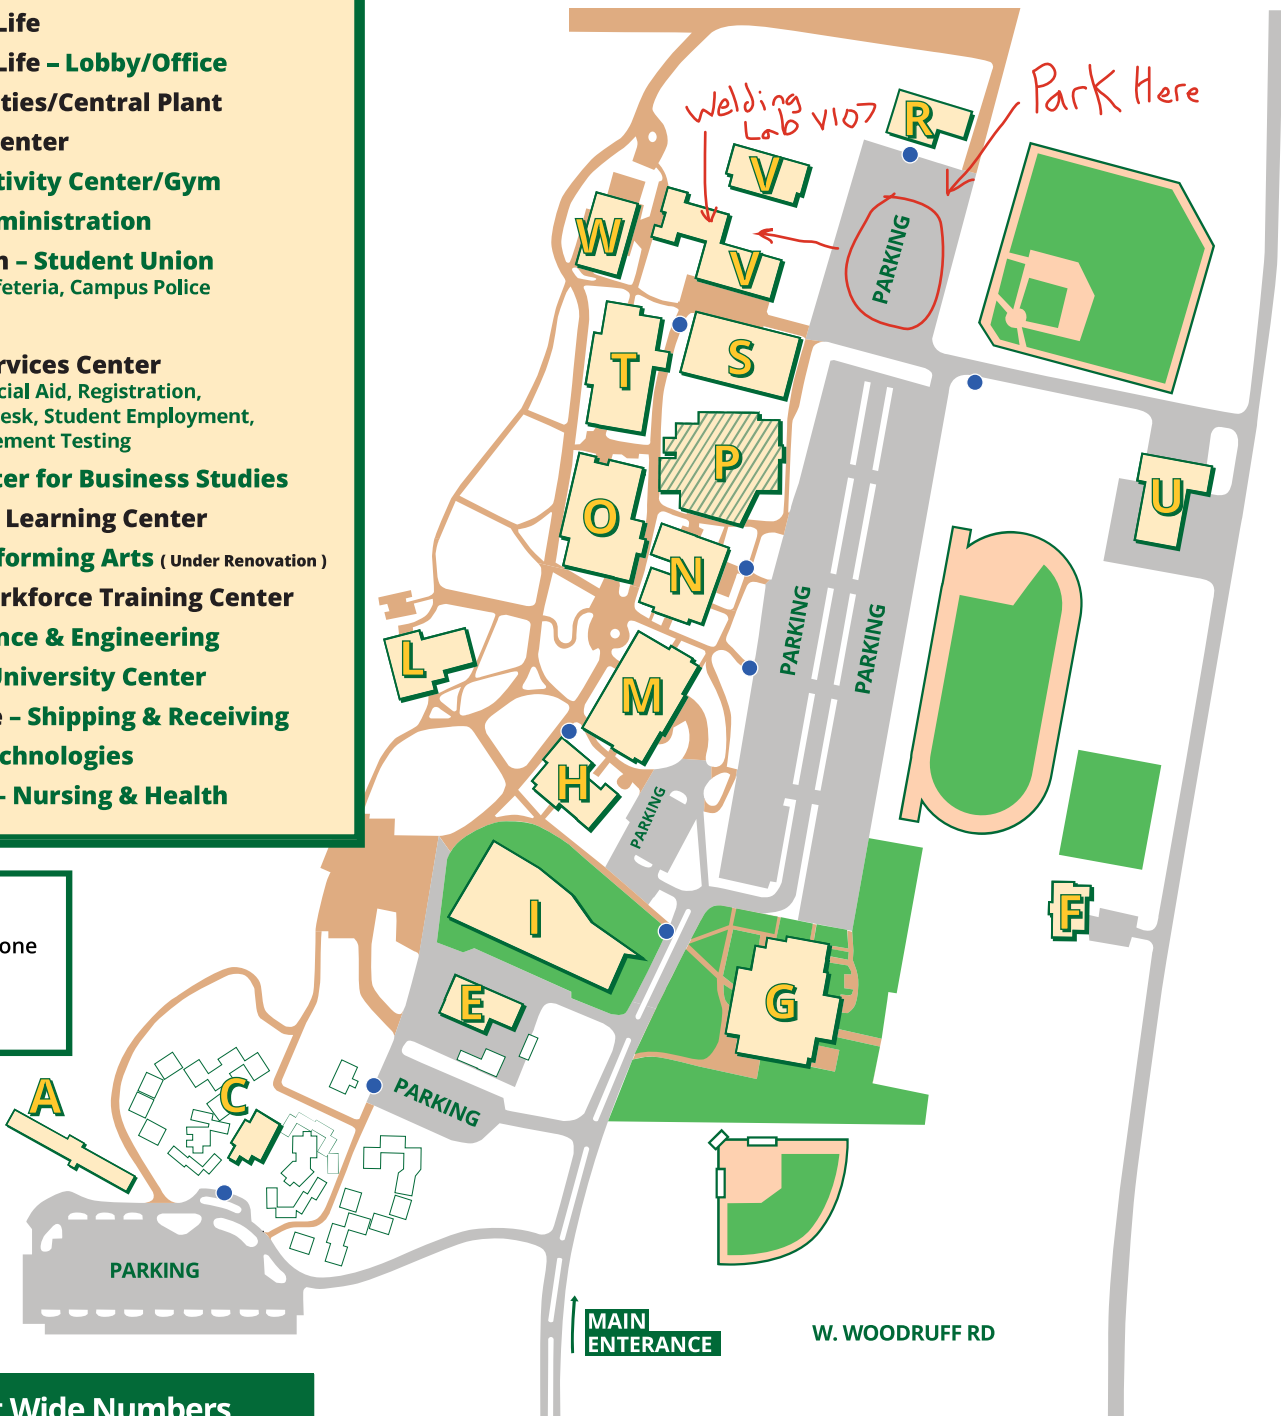 Life
Life – Lobby/Office
ties/Central Plant
enter
tivity Center/Gym
ministration
n – Student Union
feteria, Campus Police
rvices Center
cial Aid, Registration,
esk, Student Employment,
ement Testing
ter for Business Studies
Learning Center
forming Arts ( Under Renovation )
rkforce Training Center
nce & Engineering
University Center
e – Shipping & Receiving
echnologies
– Nursing & Health
one
Wide Numbers
Park Here
Welding
Lab V107
R
V
W
V
PARKING
T
S
P
U
O
N
PARKING
PARKING
L
M
H
PARKING
I
F
E
G
A
C
PARKING
PARKING
MAIN
ENTERANCE
W. WOODRUFF RD